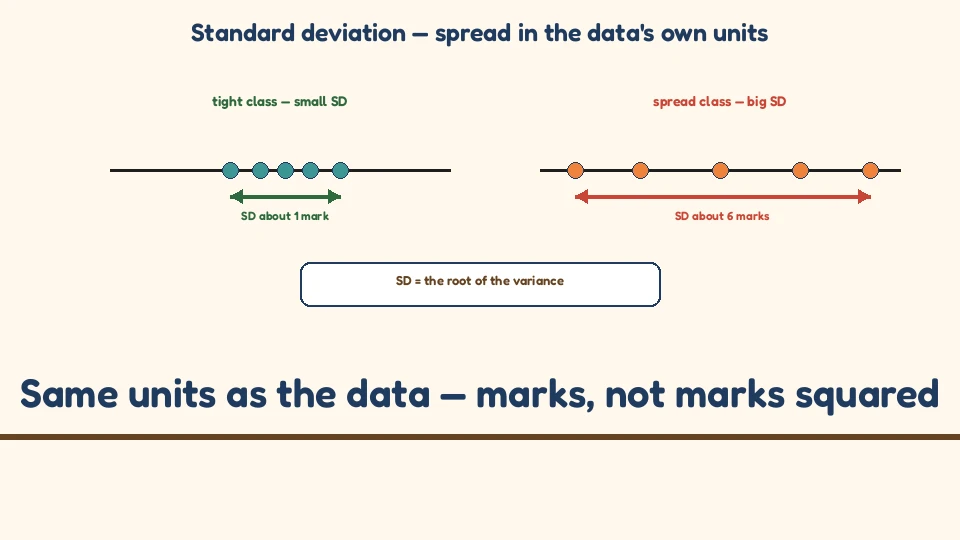 Standard deviation — spread in the data's own units
tight class — small SD
spread class — big SD
SD about 1 mark
SD about 6 marks
SD = the root of the variance
Same units as the data — marks, not marks squared